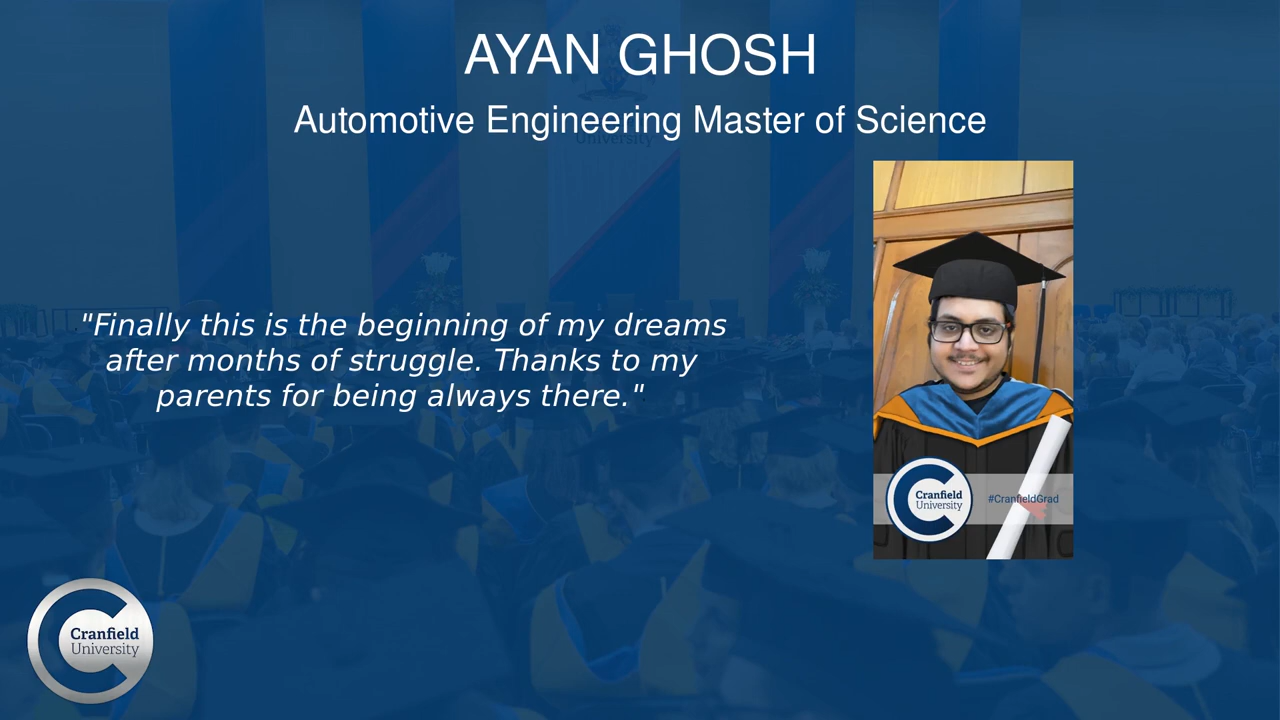 AYAN GHOSH
Automotive Engineering Master of Science
University
"Finally this is the beginning of my dreams
after months of struggle. Thanks to my
parents for being always there."
Cranfield
University
#CranfieldGrad
Cranfield
University